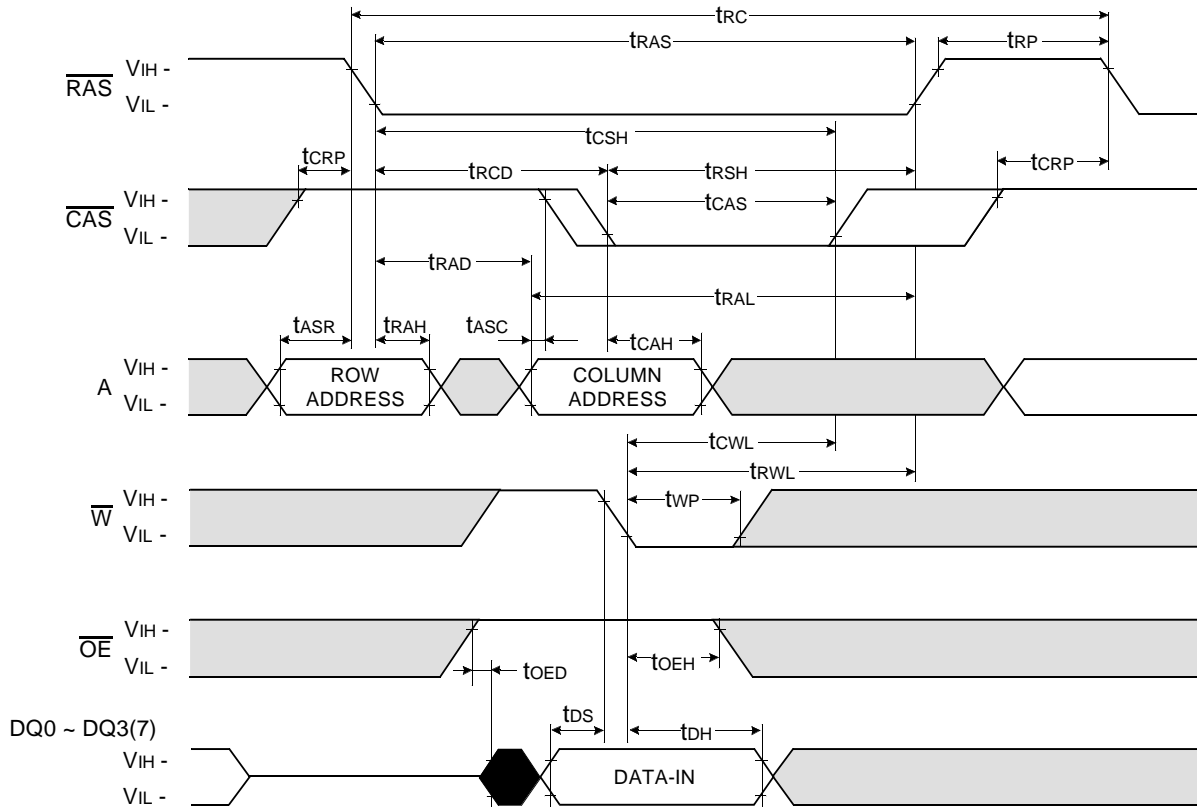 tRC
tRAS
tRP
RAS
VIH -
VIL -
tCSH
tCRP
tRCD
tRSH
tCRP
CAS
VIH -
VIL -
tCAS
tRAD
tRAL
tASR
tRAH
tASC
tCAH
A
VIH -
VIL -
ROW
ADDRESS
COLUMN
ADDRESS
tCWL
tRWL
W
VIH -
VIL -
tWP
OE
VIH -
VIL -
tOED
tOEH
DQ0 ~ DQ3(7)
tDS
tDH
VIH -
VIL -
DATA-IN